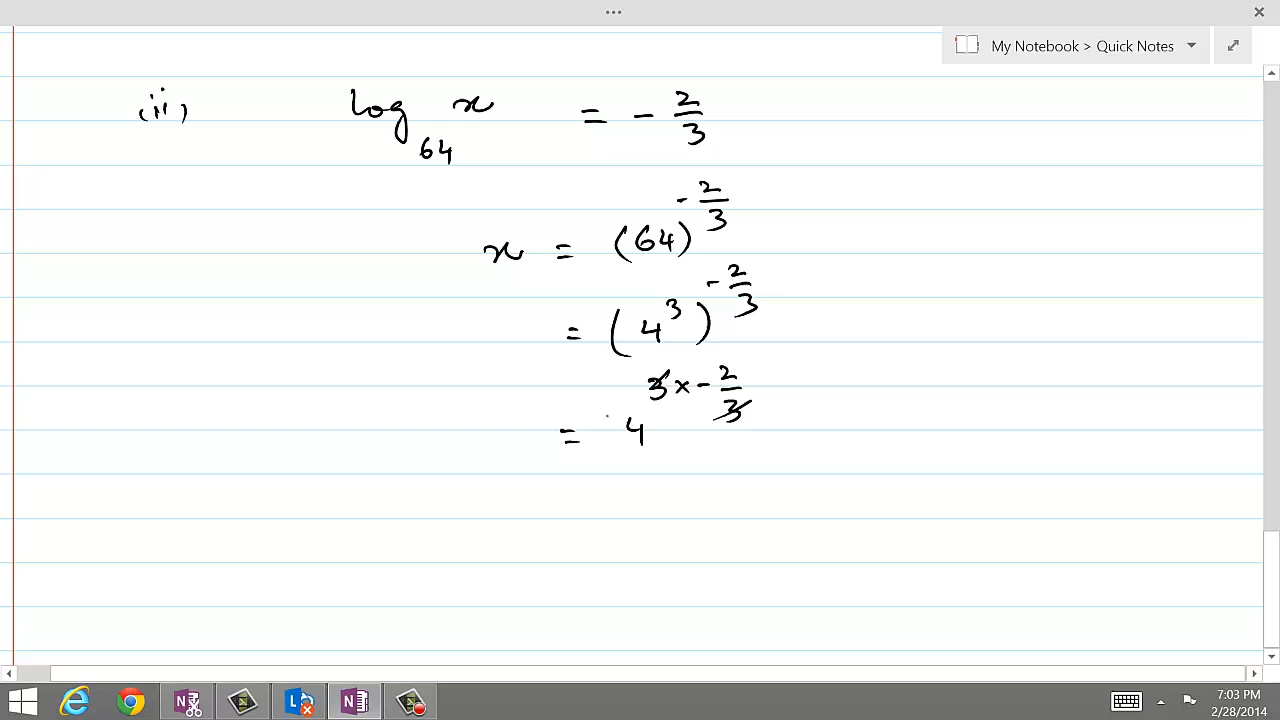 My Notebook > Quick Notes
(ii) log₆₄ x = - 2/3
x = (64)^(- 2/3)
= (4³)^(- 2/3)
= 4^(3 x - 2/3)
7:03 PM
2/28/2014